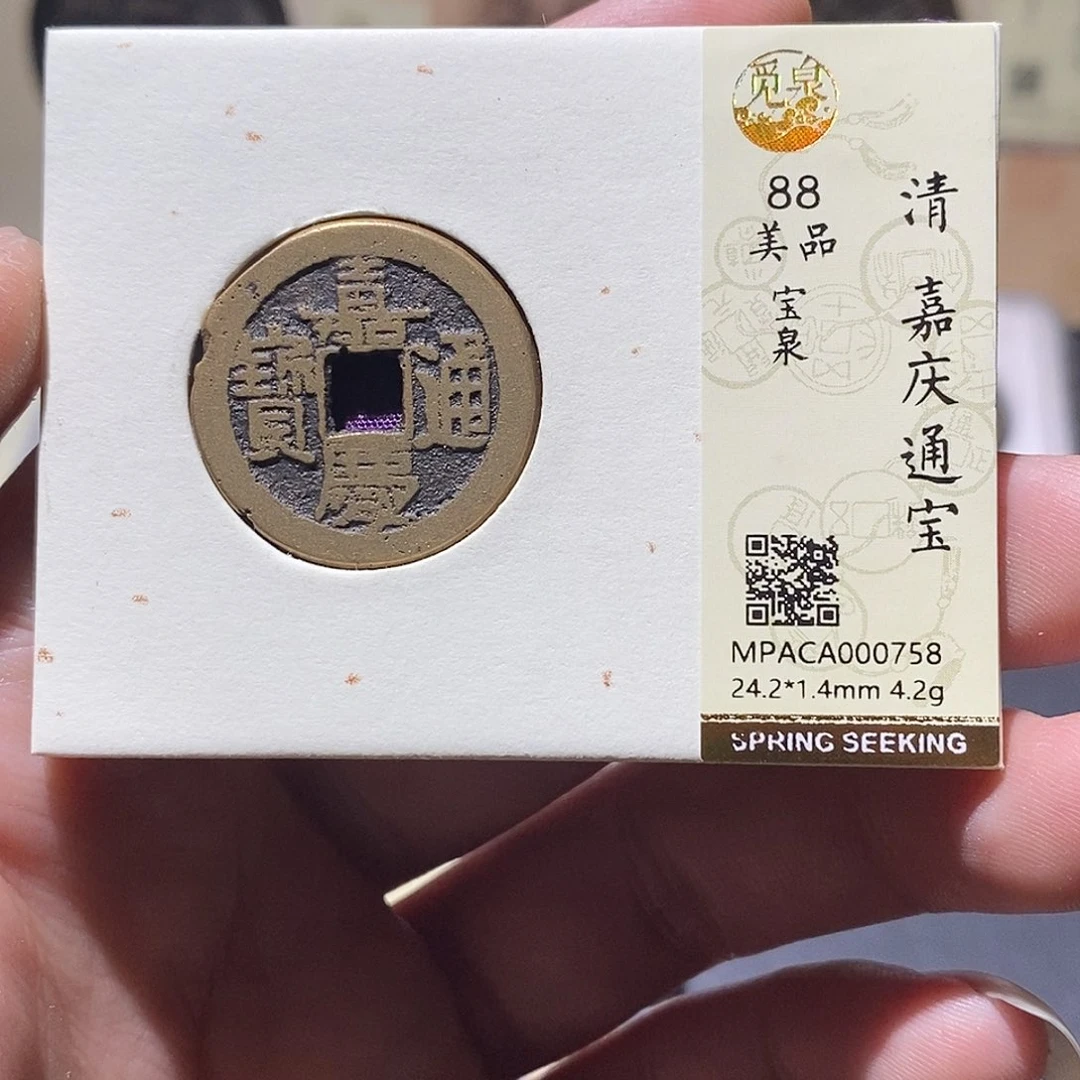 嘉慶通寶
觅泉
88
美品
宝泉
清 嘉庆通宝
MPACA000758
24.2*1.4mm 4.2g
SPRING SEEKING